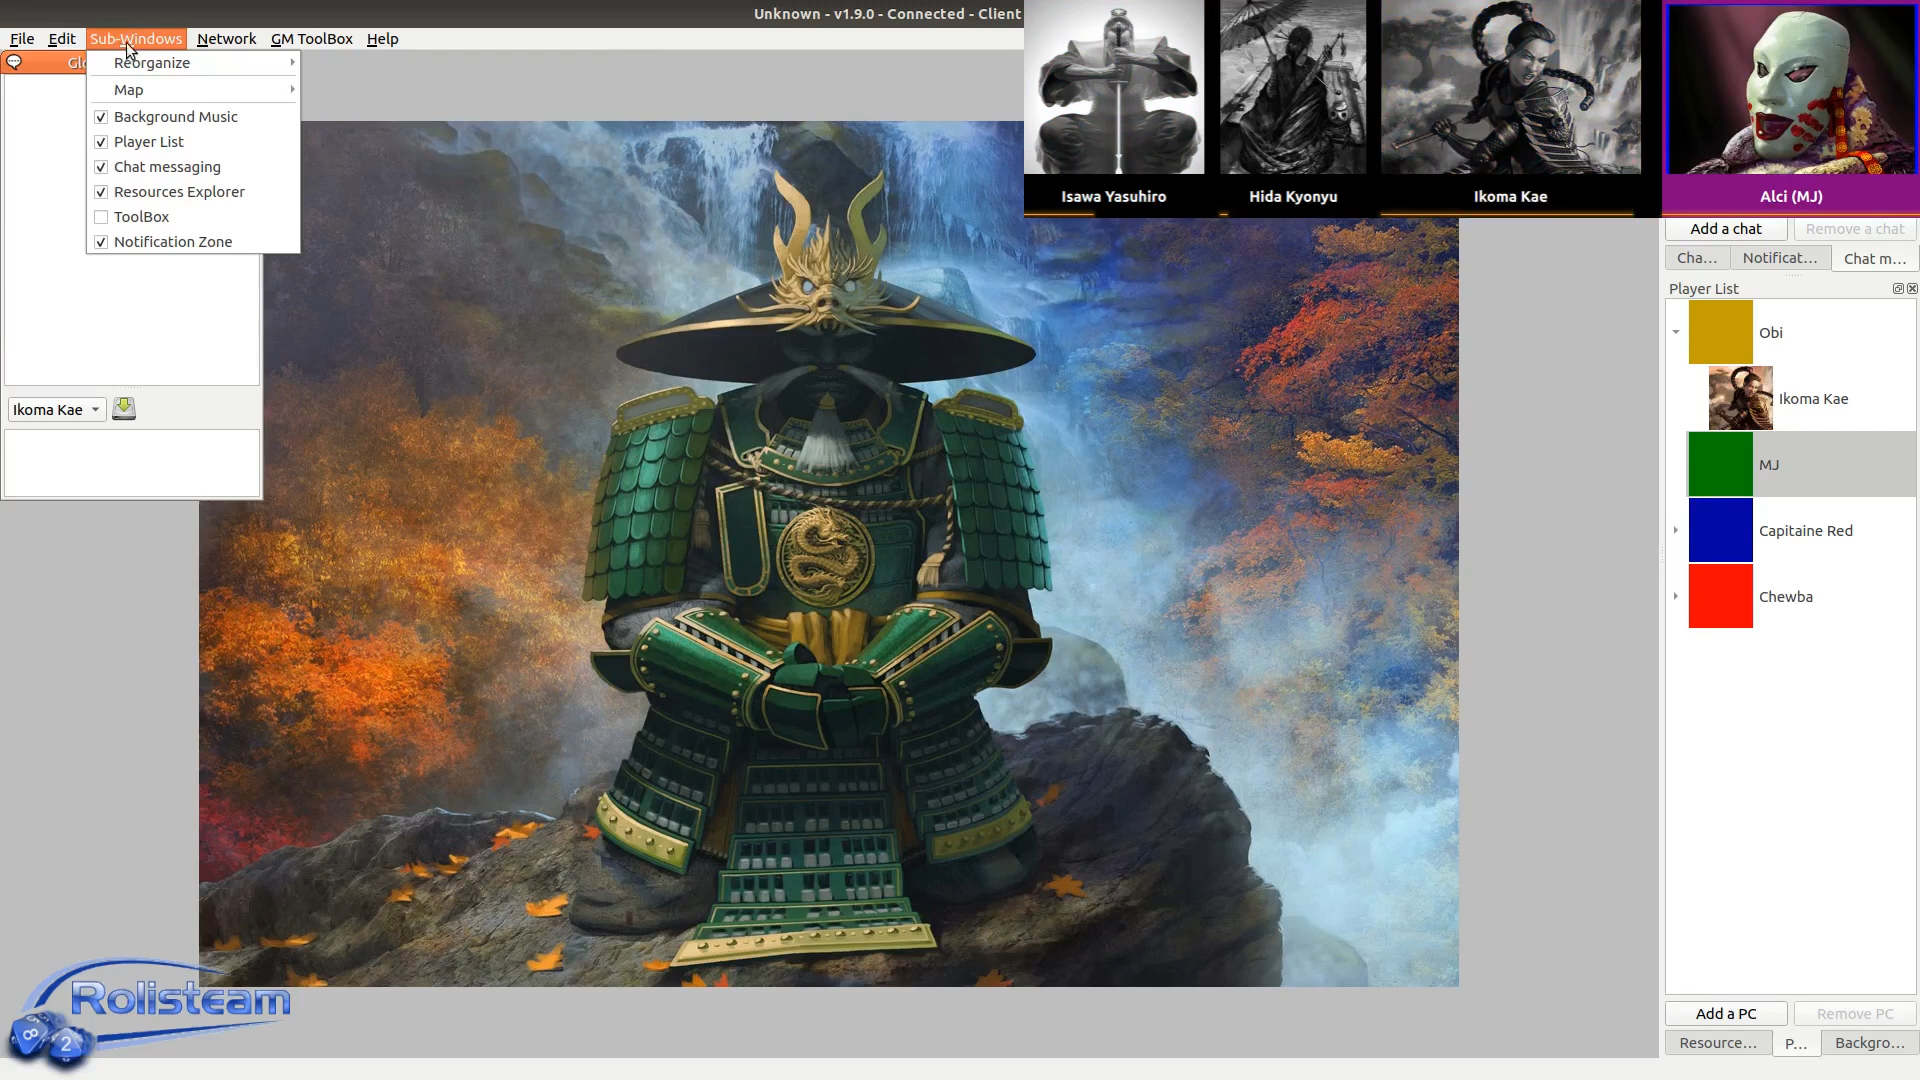 Unknown - v1.9.0 - Connected - Client
File Edit Sub-Windows Network GM ToolBox Help
Reorganize
Map
Background Music
Player List
Chat messaging
Resources Explorer
ToolBox
Notification Zone
Ikoma Kae
Isawa Yasuhiro
Hida Kyonyu
Ikoma Kae
Alci (MJ)
Add a chat
Remove a chat
Cha...
Notificat...
Chat m...
Player List
Obi
Ikoma Kae
MJ
Capitaine Red
Chewba
Add a PC
Remove PC
Resource...
P...
Backgro...
Rolisteam
8
2